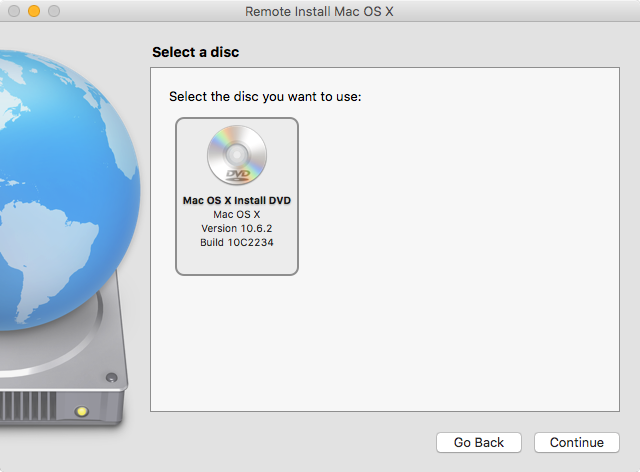 Remote Install Mac OS X
Select a disc
Select the disc you want to use:
DVD
Mac OS X Install DVD
Mac OS X
Version 10.6.2
Build 10C2234
Go Back
Continue